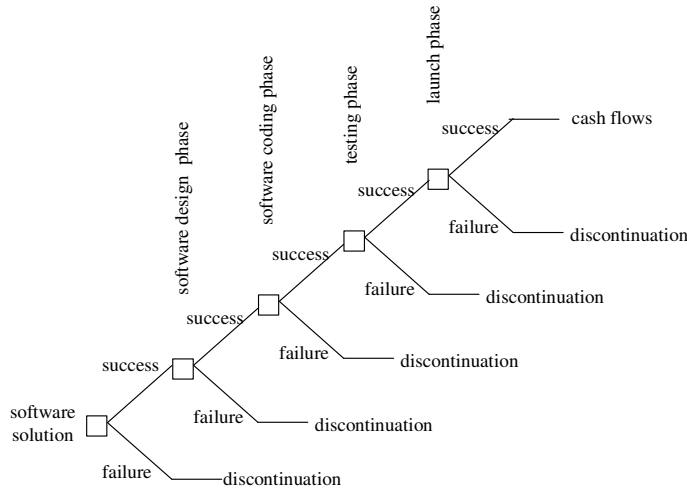 launch phase
software coding phase
testing phase
software design phase
success
cash flows
success
failure
discontinuation
success
failure
discontinuation
success
failure
discontinuation
success
failure
discontinuation
software
solution
failure
discontinuation